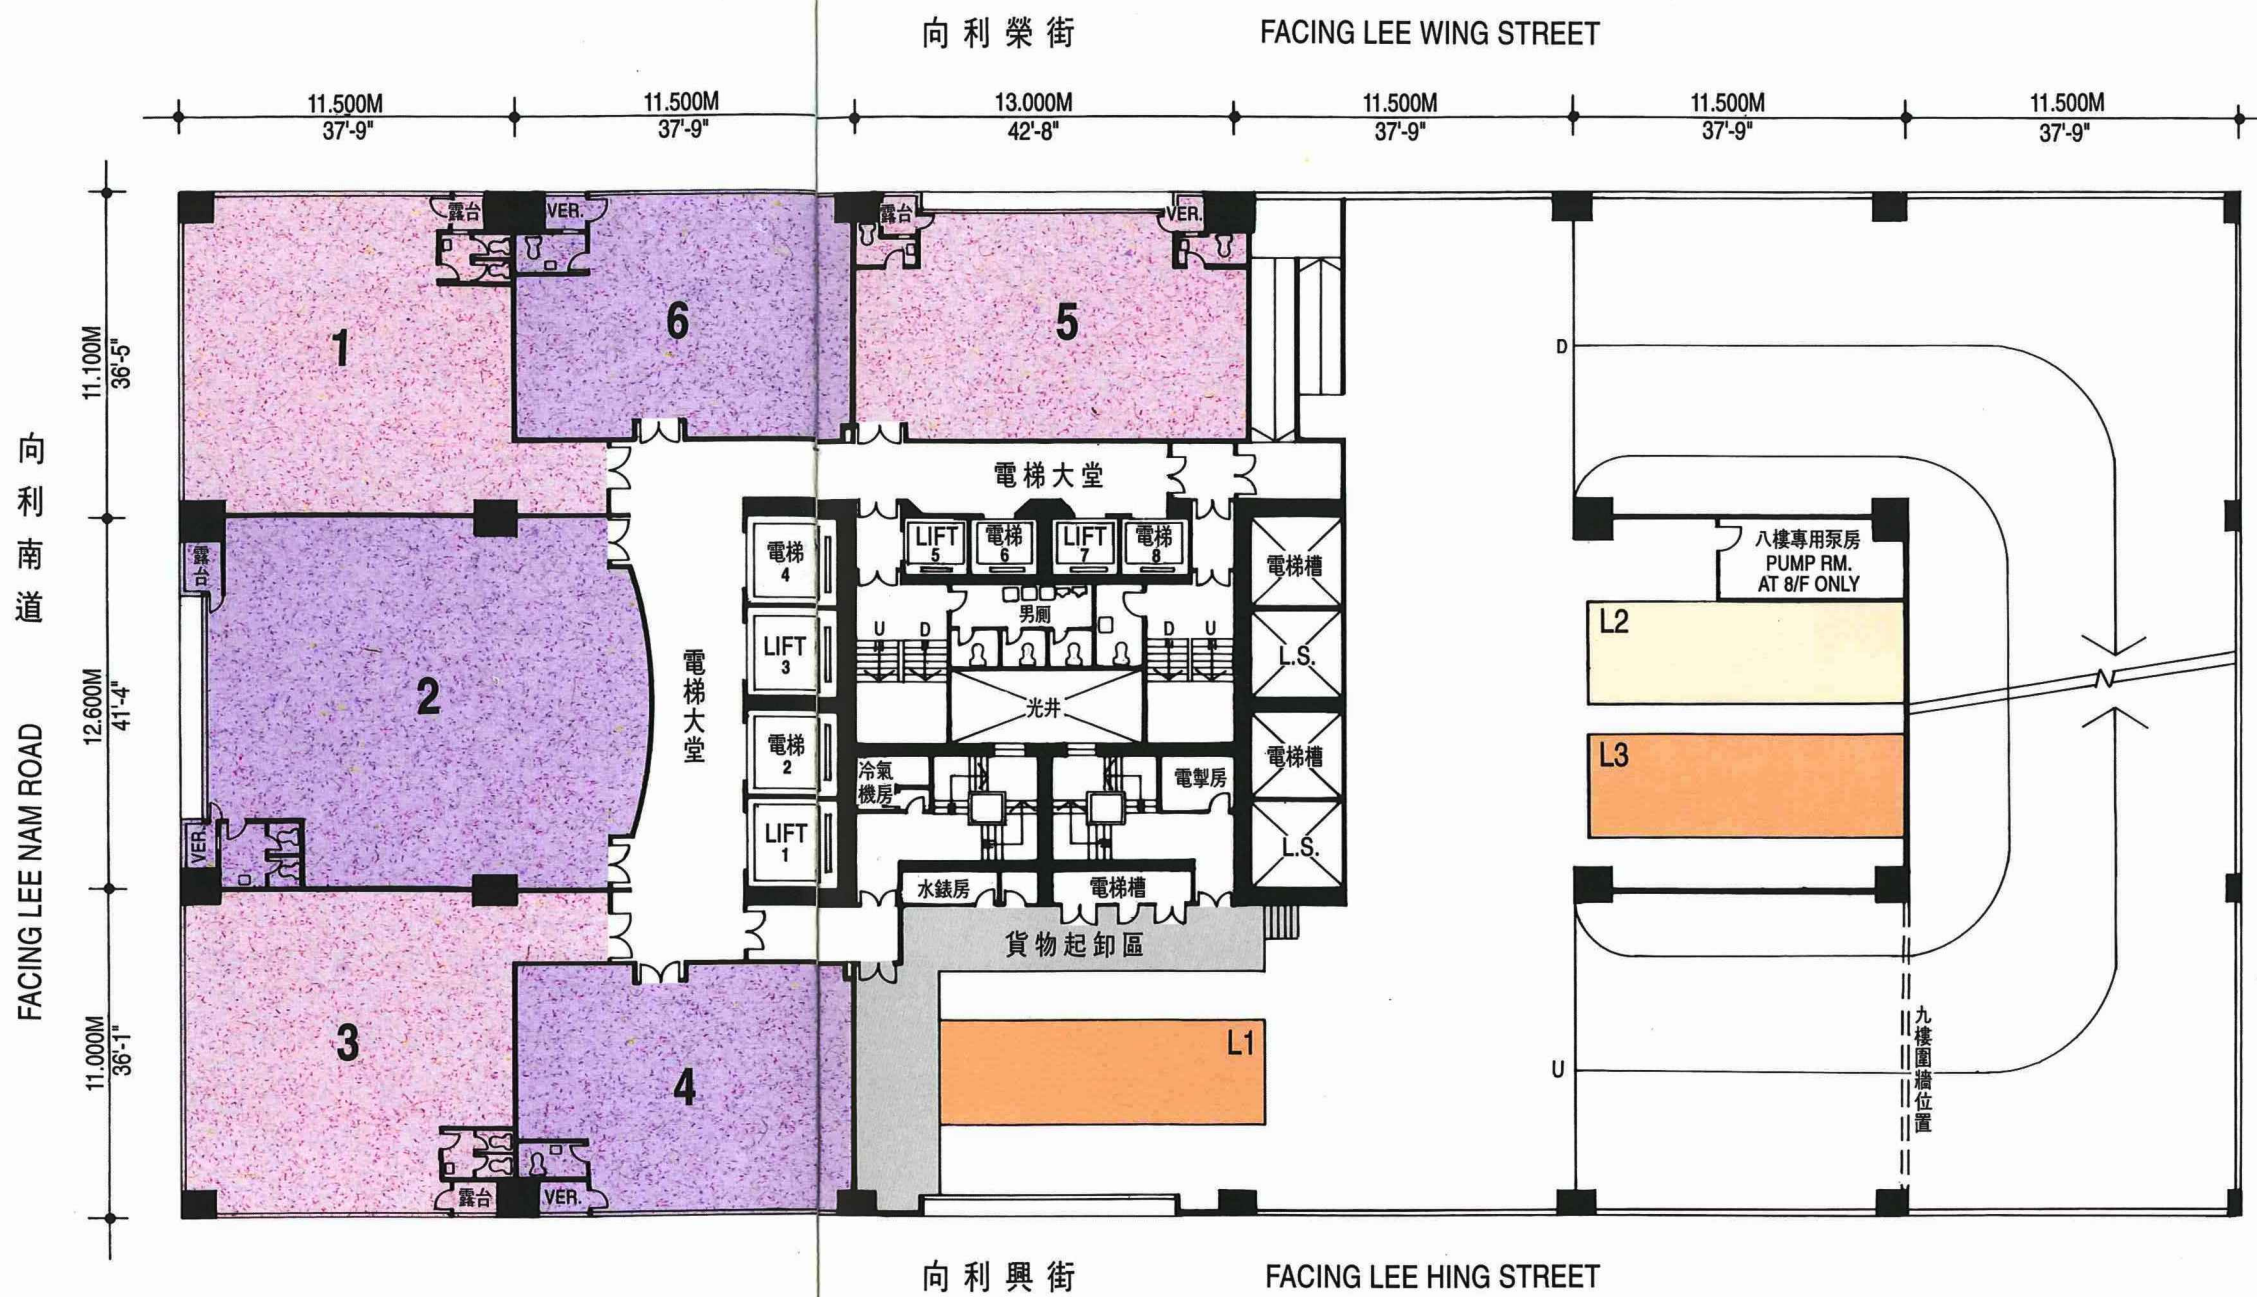 向利榮街 FACING LEE WING STREET
11.500M 11.500M 13.000M 11.500M 11.500M 11.500M
37'-9" 37'-9" 42'-8" 37'-9" 37'-9" 37'-9"
露台 VER. 露台 VER.
1
6
5
11.100M
36'-5"
D
電梯大堂
向利南道
FACING LEE NAM ROAD
露台
電梯
4
LIFT
5
電梯
6
LIFT
7
電梯
8
電梯槽
八樓專用泵房
PUMP RM.
AT 8/F ONLY
男廁
U D D U
LIFT
3
L.S.
L2
12.600M
41'-4"
2
電梯大堂
光井
N
電梯
2
冷氣
機房
電掣房
電梯槽
L3
VER.
LIFT
1
L.S.
水錶房
電梯槽
貨物起卸區
11.000M
36'-1"
3
4
L1
U
九樓圍牆位置
露台 VER.
向利興街 FACING LEE HING STREET